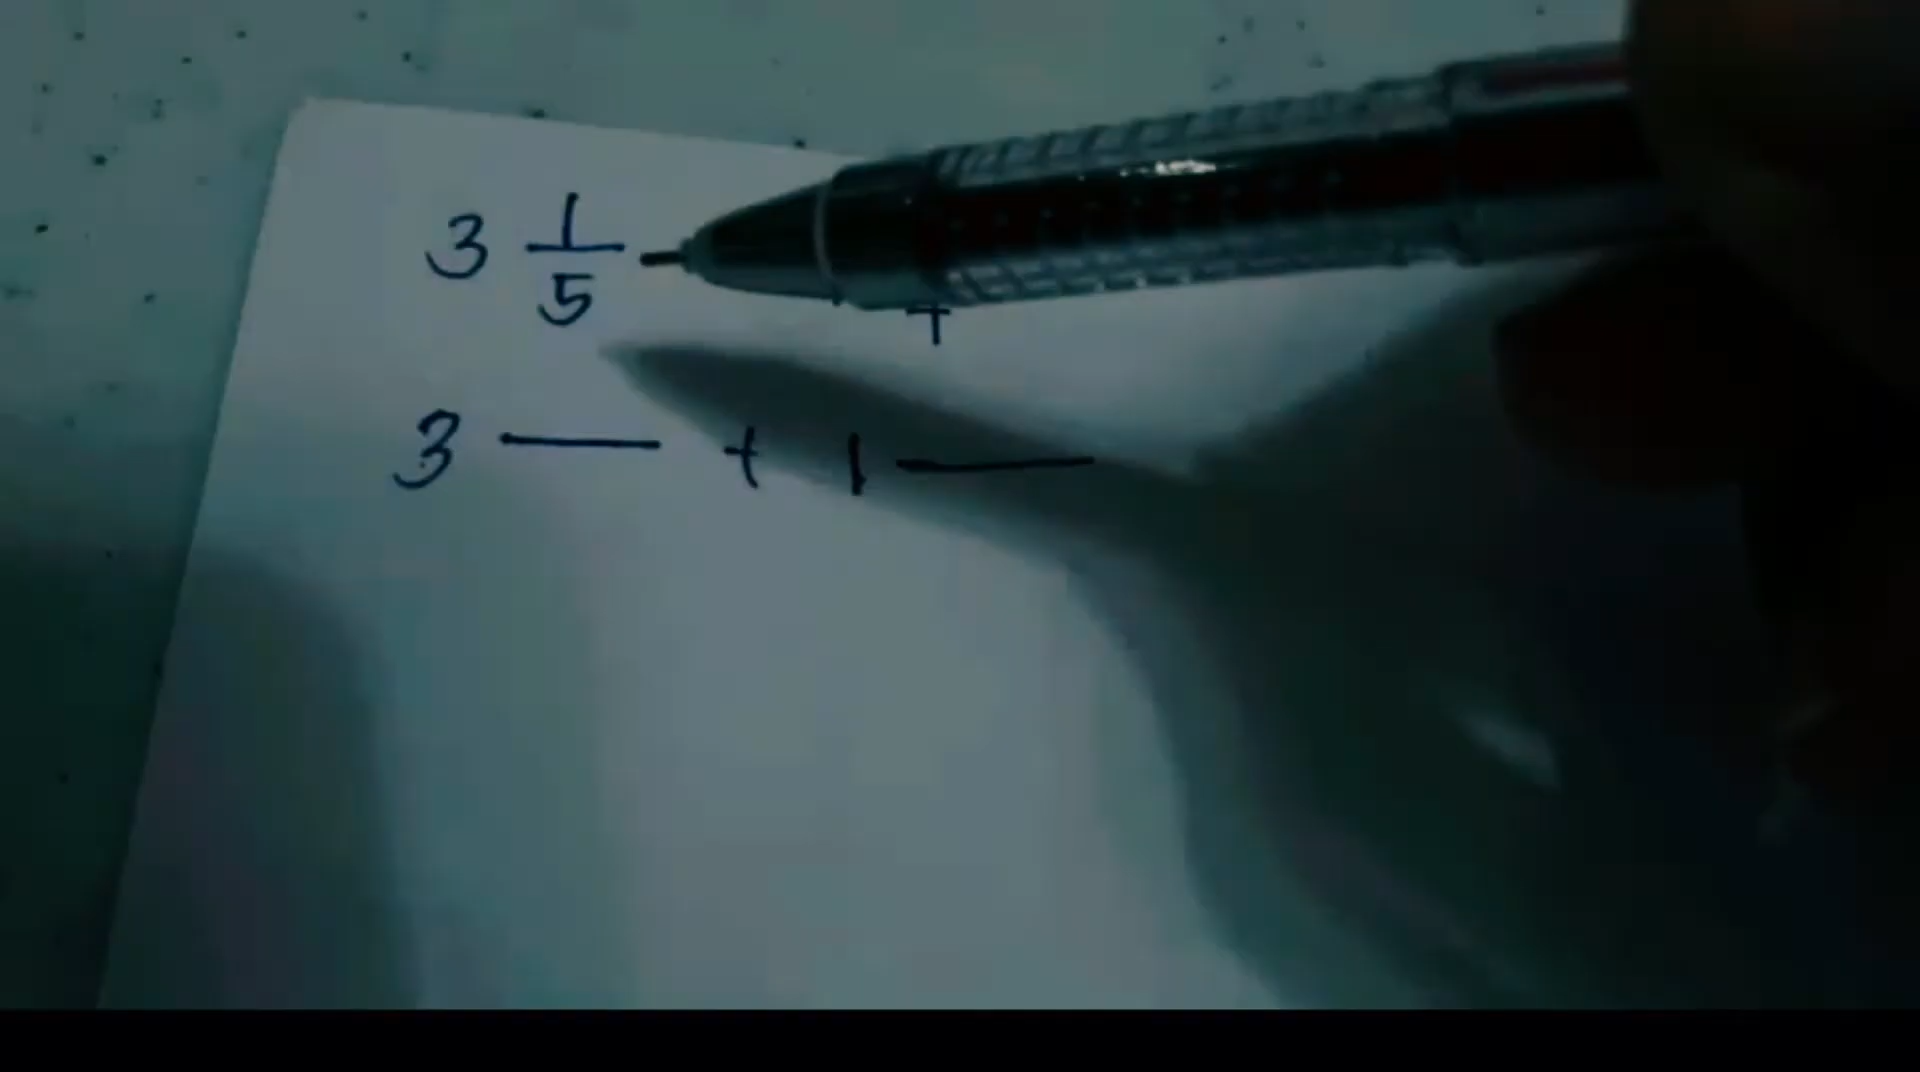 3 1/5
3 — + 1 —